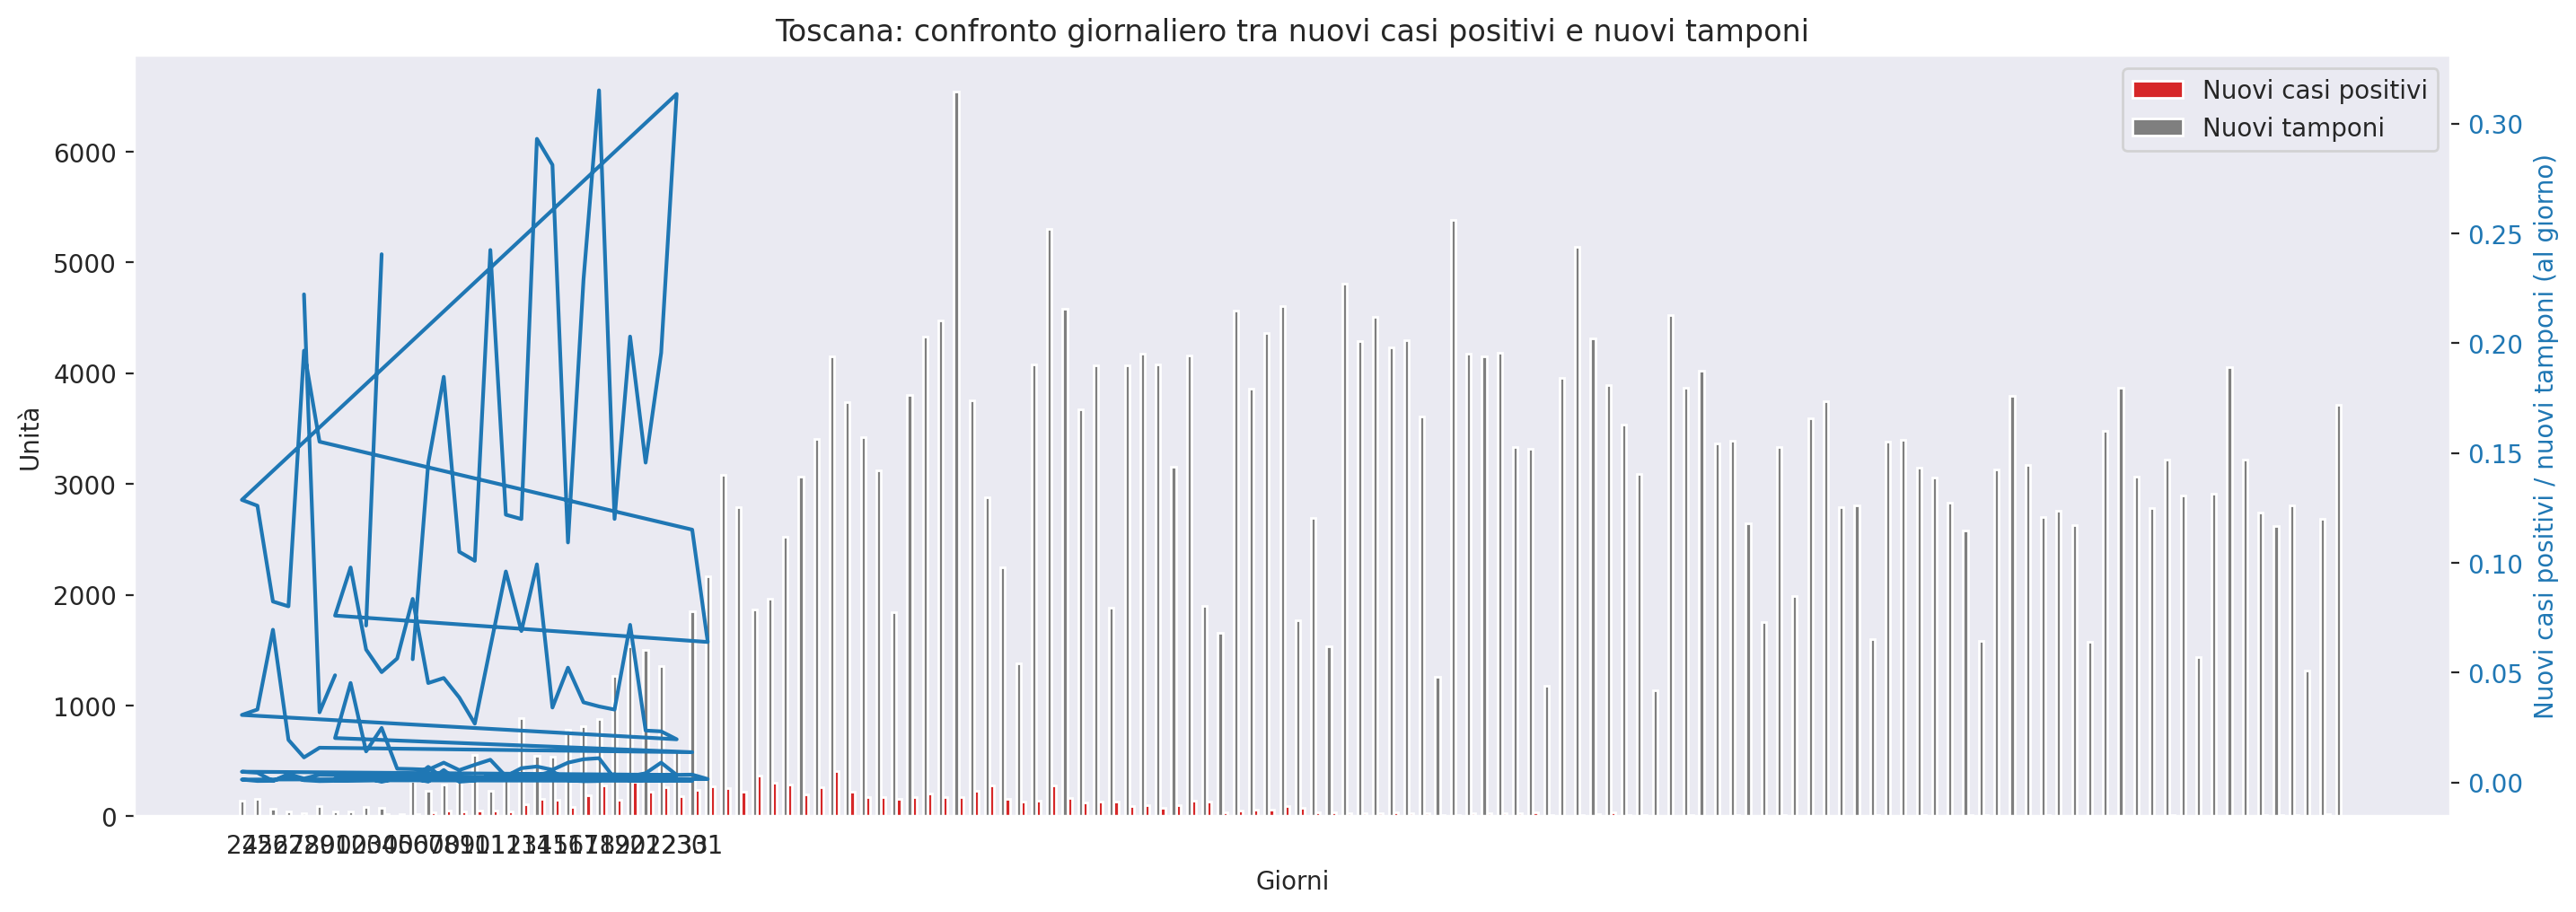 Toscana: confronto giornaliero tra nuovi casi positivi e nuovi tamponi
Nuovi casi positivi
Nuovi tamponi
6000
5000
4000
3000
2000
1000
0
Unità
0.30
0.25
0.20
0.15
0.10
0.05
0.00
Nuovi casi positivi / nuovi tamponi (al giorno)
Giorni